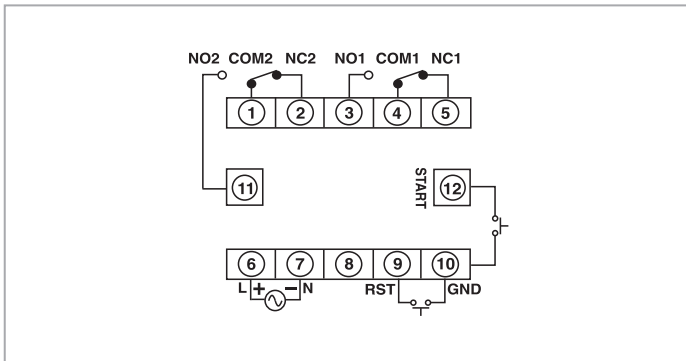 NO2 COM2 NC2 NO1 COM1 NC1
1 2 3 4 5
11 START 12
6 7 8 9 10
L + − N RST GND